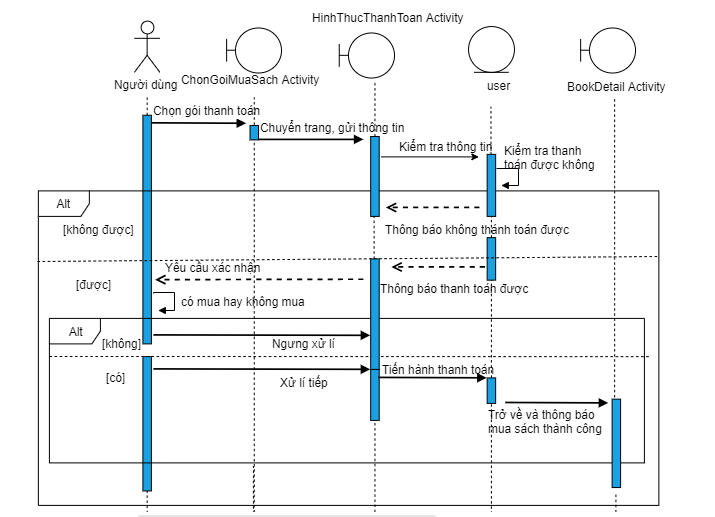 HinhThucThanhToan Activity
Người dùng
ChonGoiMuaSach Activity
user
BookDetail Activity
Chọn gói thanh toán
Chuyển trang, gửi thông tin
Kiểm tra thông tin
Kiểm tra thanh
toán được không
Alt
[không được]
Thông báo không thanh toán được
Yêu cầu xác nhận
[được]
Thông báo thanh toán được
có mua hay không mua
Alt
[không]
Ngưng xử lí
[có]
Tiến hành thanh toán
Xử lí tiếp
Trở về và thông báo
mua sách thành công